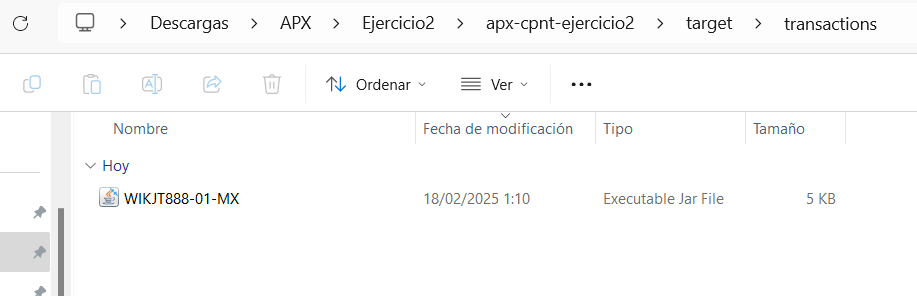 Descargas > APX > Ejercicio2 > apx-cpnt-ejercicio2 > target > transactions
Ordenar Ver ...
Nombre Fecha de modificación Tipo Tamaño
Hoy
WIKJT888-01-MX 18/02/2025 1:10 Executable Jar File 5 KB